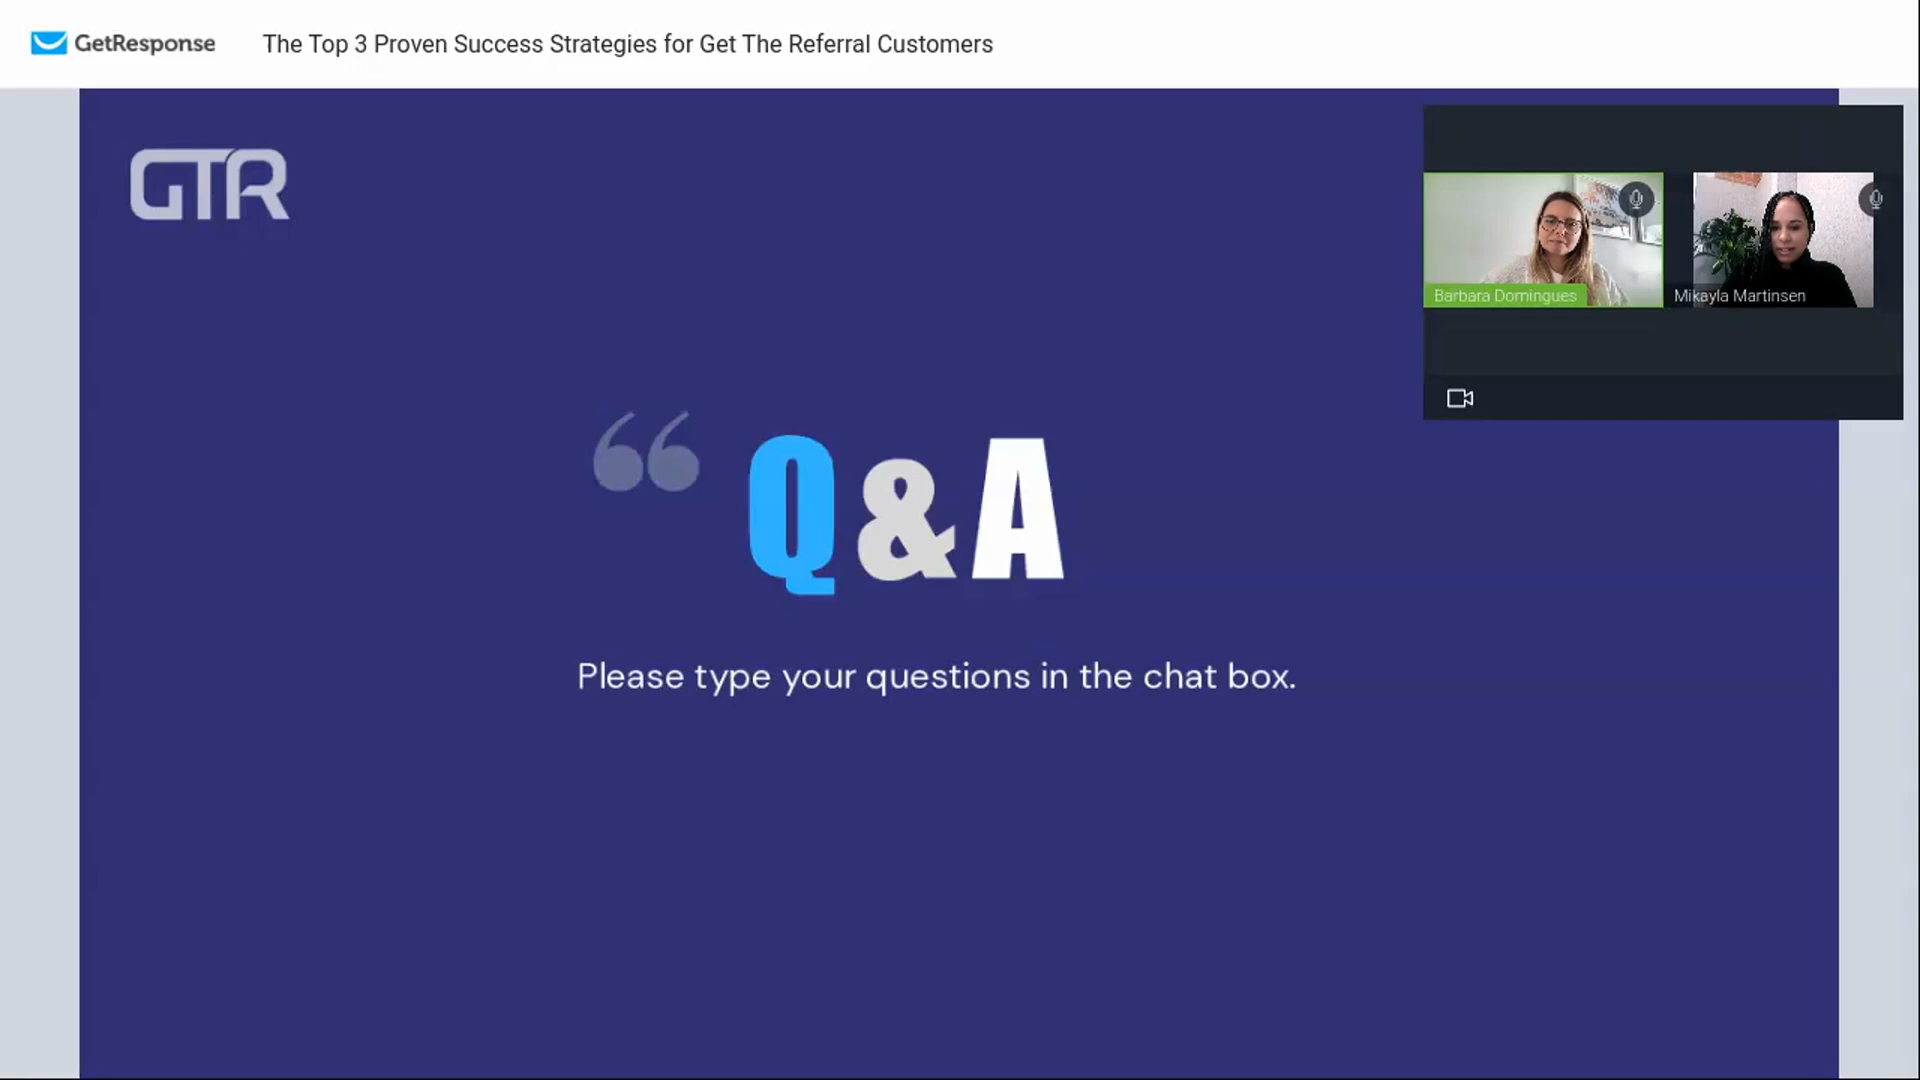 GetResponse
The Top 3 Proven Success Strategies for Get The Referral Customers
GTR
Barbara Domingues
Mikayla Martinsen
“ Q&A
Please type your questions in the chat box.